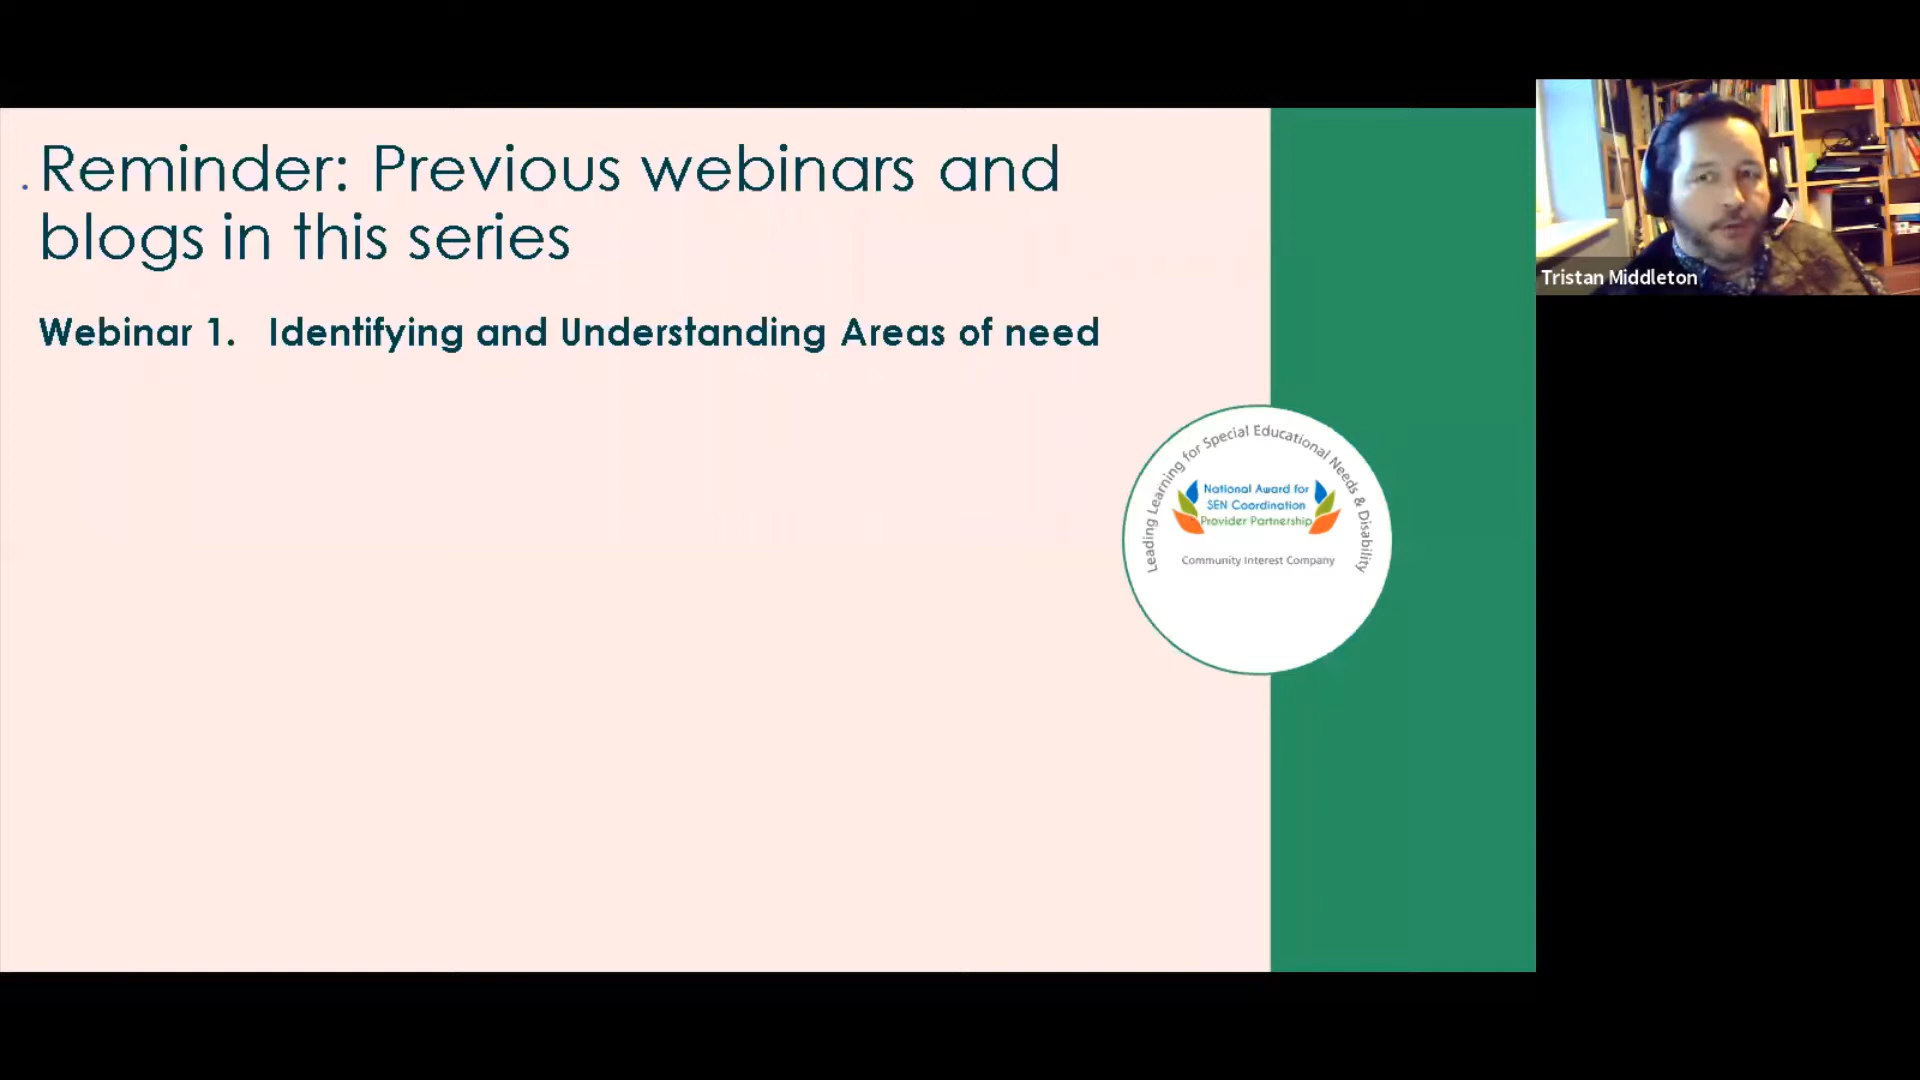 Reminder: Previous webinars and
blogs in this series
Webinar 1. Identifying and Understanding Areas of need
Leading Learning for Special Educational Needs & Disability
National Award for
SEN Coordination
Provider Partnership
Community Interest Company
Tristan Middleton